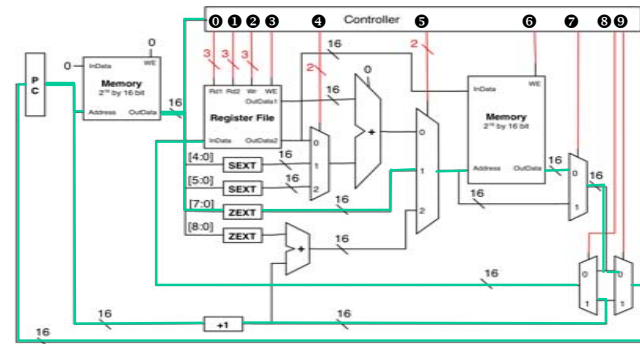 Controller
0 1 2 3 4 5 6 7 8 9
3 3 3 2 16 2
PC
0 0
InData WE
Memory
2¹⁶ by 16 bit
Address OutData
16
Rd1 Rd2 Wr WE
OutData1
Register File
InData OutData2
16
0
+
0
1
2
16
InData WE
Memory
2¹⁶ by 16 bit
Address OutData
16
0
1
16
[4:0] SEXT 16
[5:0] SEXT 16
[7:0] ZEXT 16
[8:0] ZEXT
0
1
2
+
16
16
0
1
0
1
16
+1
16
16